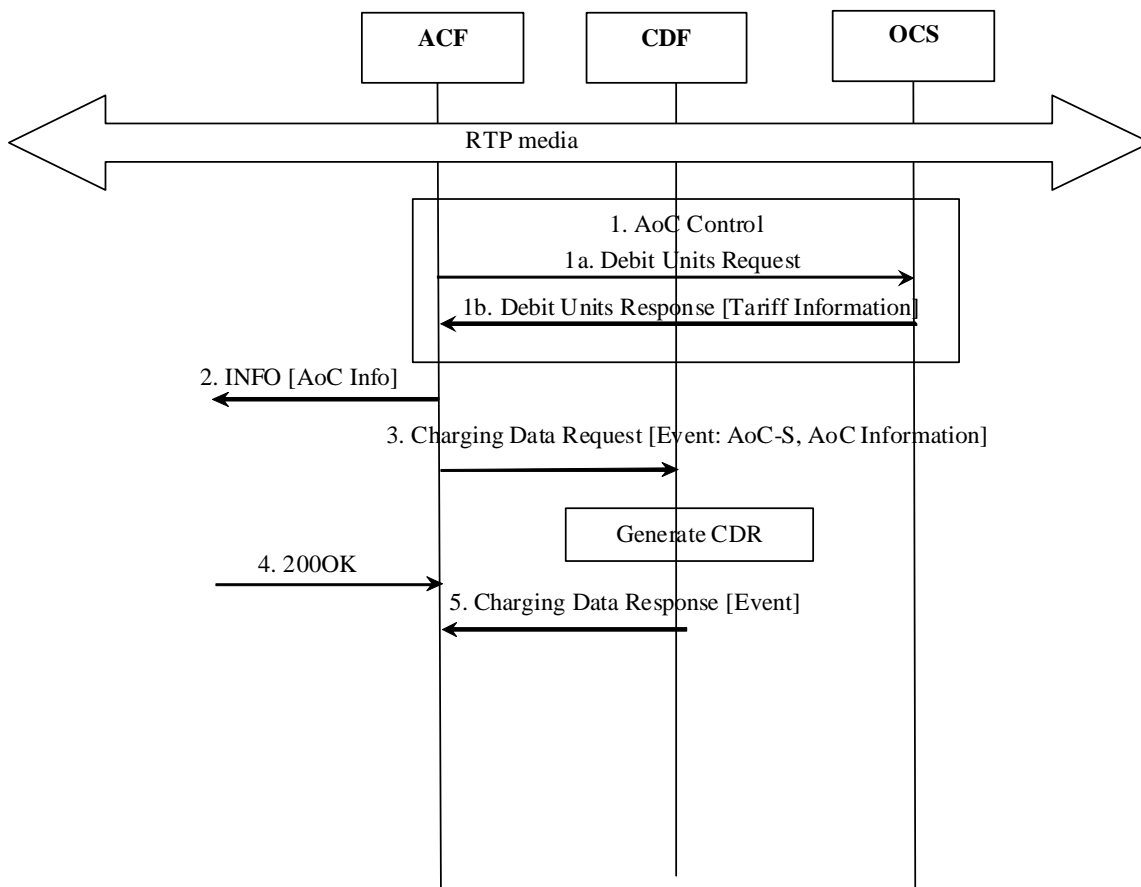 ACF
CDF
OCS
RTP media
1. AoC Control
1a. Debit Units Request
1b. Debit Units Response [Tariff Information]
2. INFO [AoC Info]
3. Charging Data Request [Event: AoC-S, AoC Information]
Generate CDR
4. 200OK
5. Charging Data Response [Event]